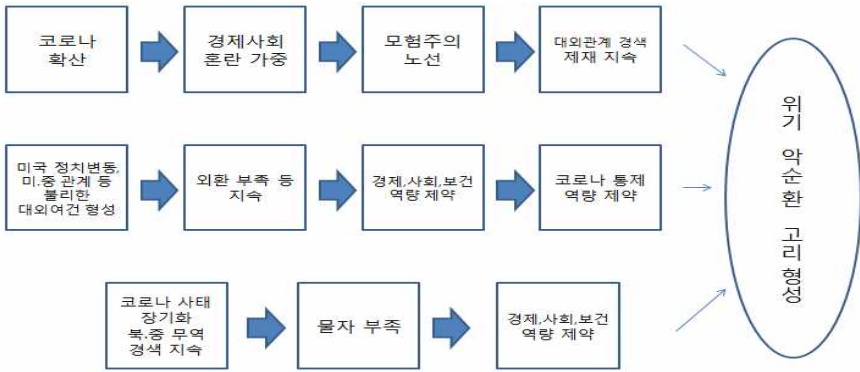 코로나
확산
경제사회
혼란 가중
모험주의
노선
대외관계 경색
제재 지속
미국 정치변동,
미.중 관계 등
불리한
대외여건 형성
외환 부족 등
지속
경제,사회,보건
역량 제약
코로나 통제
역량 제약
코로나 사태
장기화
북.중 무역
경색 지속
물자 부족
경제,사회,보건
역량 제약
위기 악순환 고리 형성